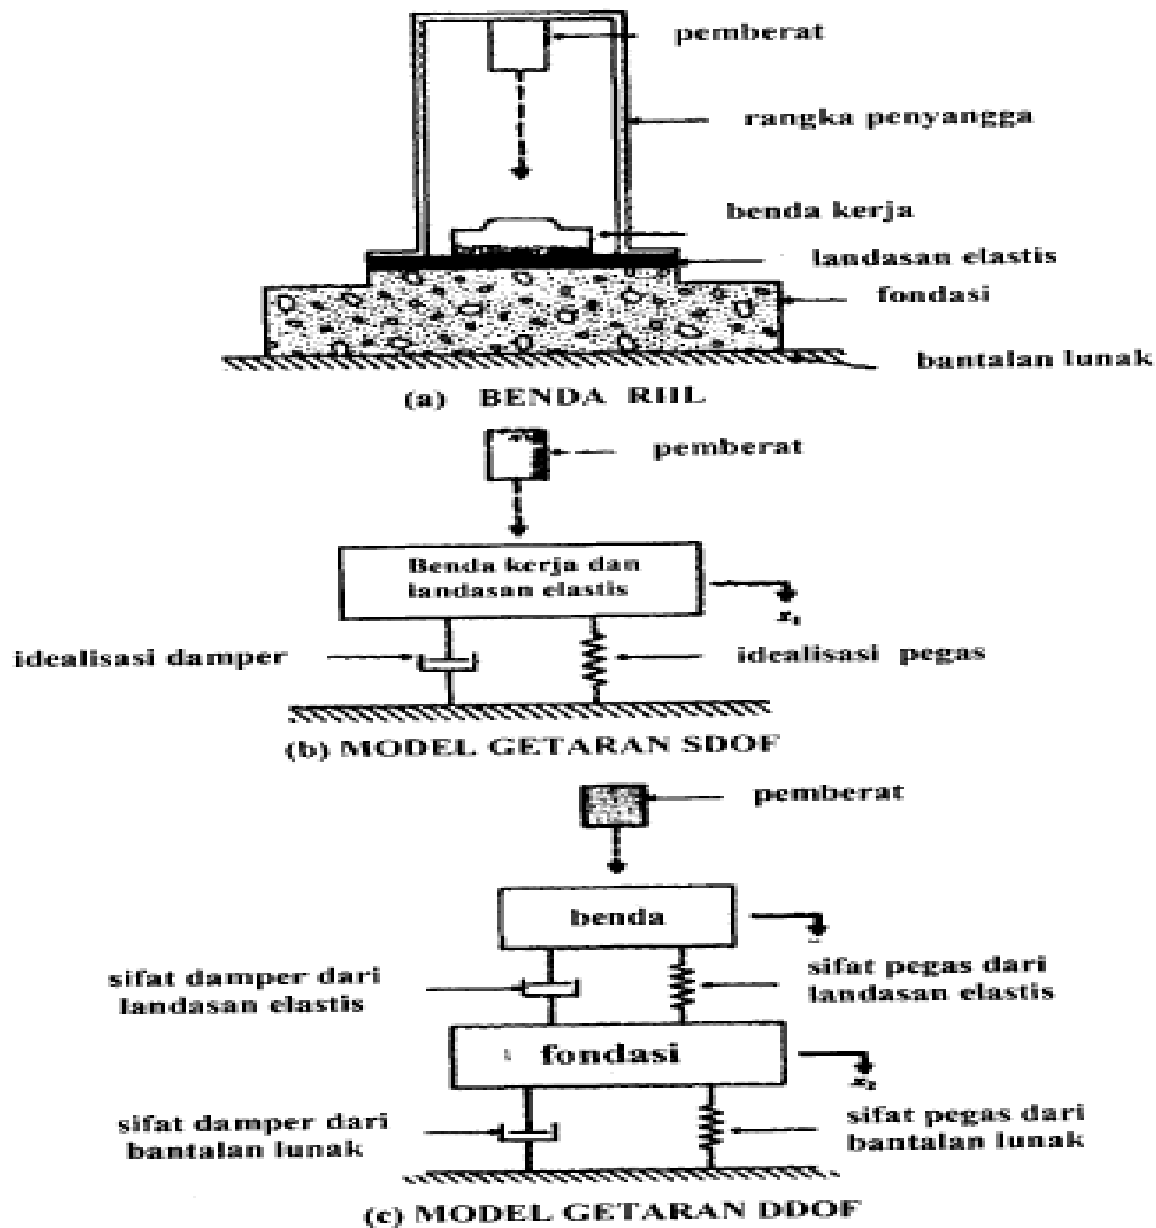 pemberat
rangka penyangga
benda kerja
landasan elastis
fondasi
bantalan lunak
(a) BENDA RIIL
pemberat
Benda kerja dan
landasan elastis
x₁
idealisasi damper
idealisasi pegas
(b) MODEL GETARAN SDOF
pemberat
benda
sifat damper dari
landasan elastis
sifat pegas dari
landasan elastis
fondasi
x₂
sifat damper dari
bantalan lunak
sifat pegas dari
bantalan lunak
(c) MODEL GETARAN DDOF